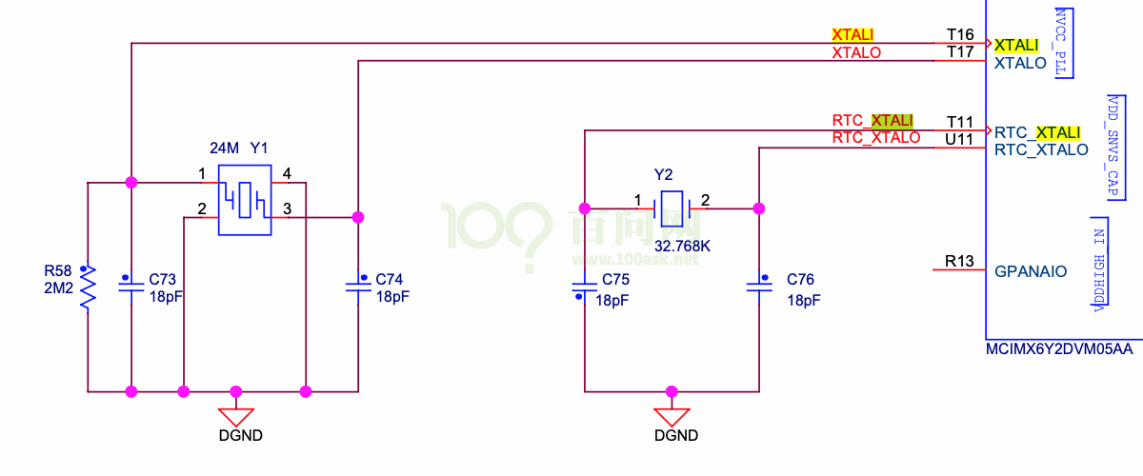 XTALI
T16
XTALI
NVCC_PLL
XTALO
T17
XTALO
RTC_XTALI
T11
RTC_XTALI
VDD_SNVS_CAP
RTC_XTALO
U11
RTC_XTALO
24M Y1
1
4
2
3
Y2
1
2
32.768K
100?
百问网
www.100ask.net
R58
2M2
C73
18pF
C74
18pF
C75
18pF
C76
18pF
R13
GPANAIO
VDDHIGH_IN
MCIMX6Y2DVM05AA
DGND
DGND